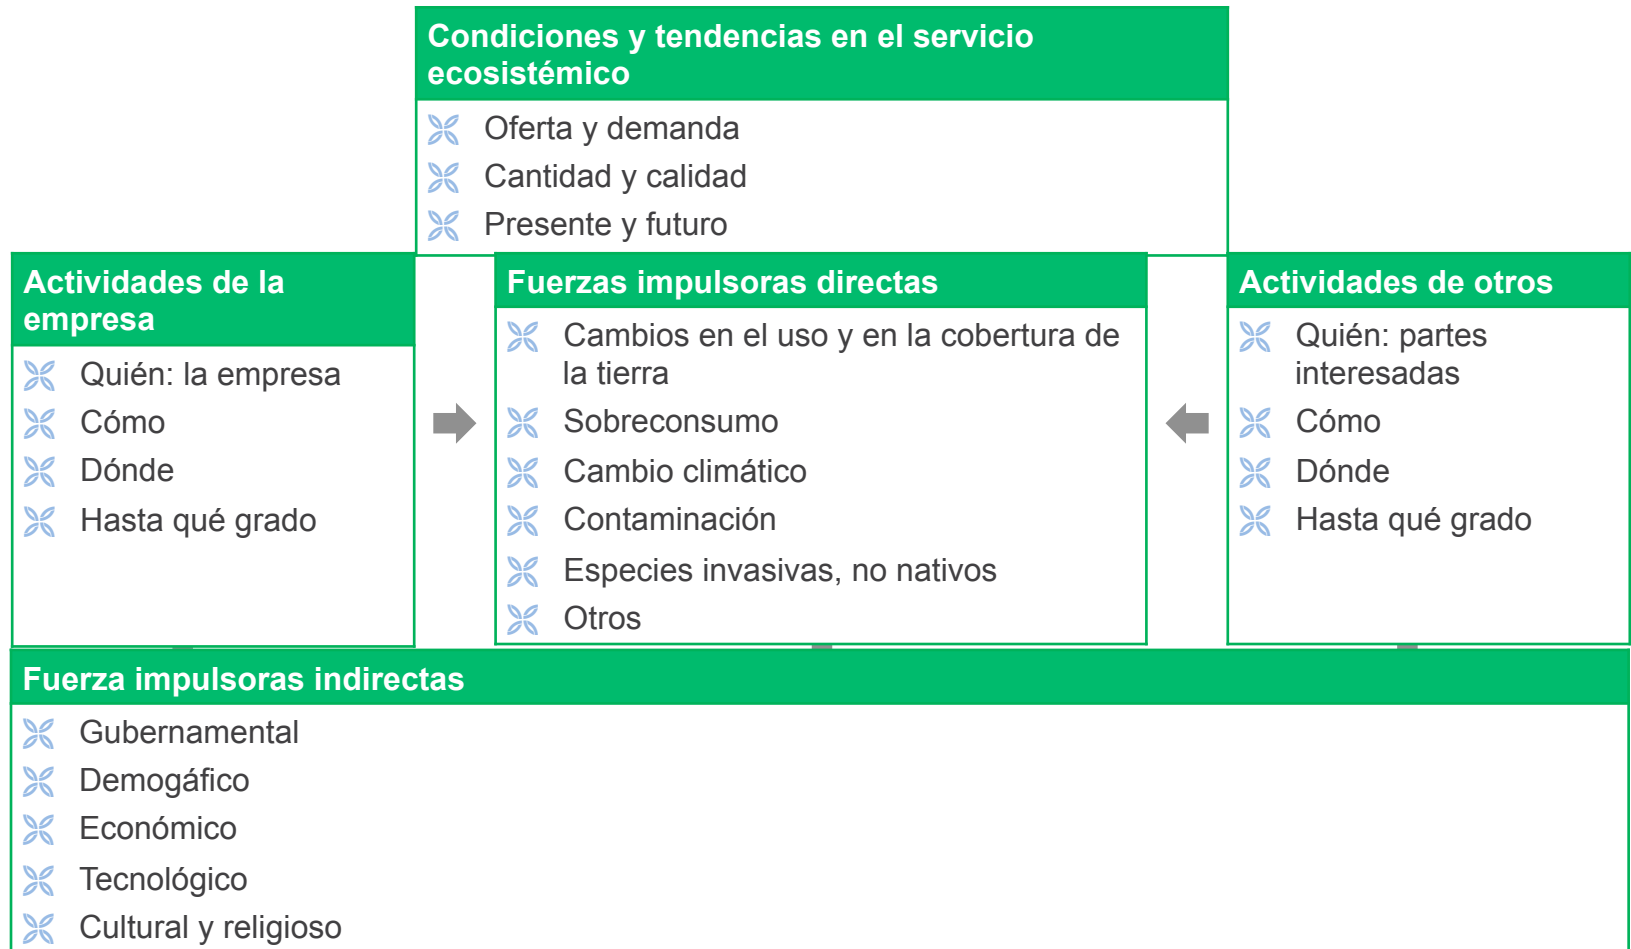 Condiciones y tendencias en el servicio
ecosistémico
Oferta y demanda
Cantidad y calidad
Presente y futuro
Actividades de la
empresa
Quién: la empresa
Cómo
Dónde
Hasta qué grado
Fuerzas impulsoras directas
Cambios en el uso y en la cobertura de
la tierra
Sobreconsumo
Cambio climático
Contaminación
Especies invasivas, no nativos
Otros
Actividades de otros
Quién: partes
interesadas
Cómo
Dónde
Hasta qué grado
Fuerza impulsoras indirectas
Gubernamental
Demogáfico
Económico
Tecnológico
Cultural y religioso